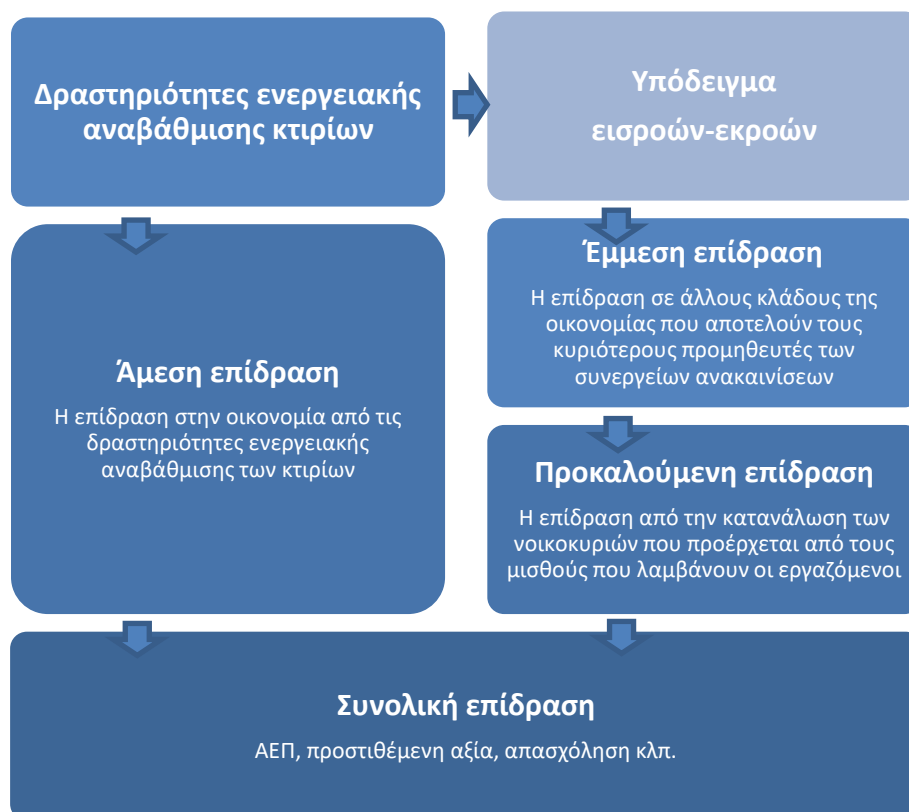 Δραστηριότητες ενεργειακής
αναβάθμισης κτιρίων
Υπόδειγμα
εισροών-εκροών
Άμεση επίδραση
Η επίδραση στην οικονομία από τις
δραστηριότητες ενεργειακής
αναβάθμισης των κτιρίων
Έμμεση επίδραση
Η επίδραση σε άλλους κλάδους της
οικονομίας που αποτελούν τους
κυριότερους προμηθευτές των
συνεργείων ανακαινίσεων
Προκαλούμενη επίδραση
Η επίδραση από την κατανάλωση των
νοικοκυριών που προέρχεται από τους
μισθούς που λαμβάνουν οι εργαζόμενοι
Συνολική επίδραση
ΑΕΠ, προστιθέμενη αξία, απασχόληση κλπ.